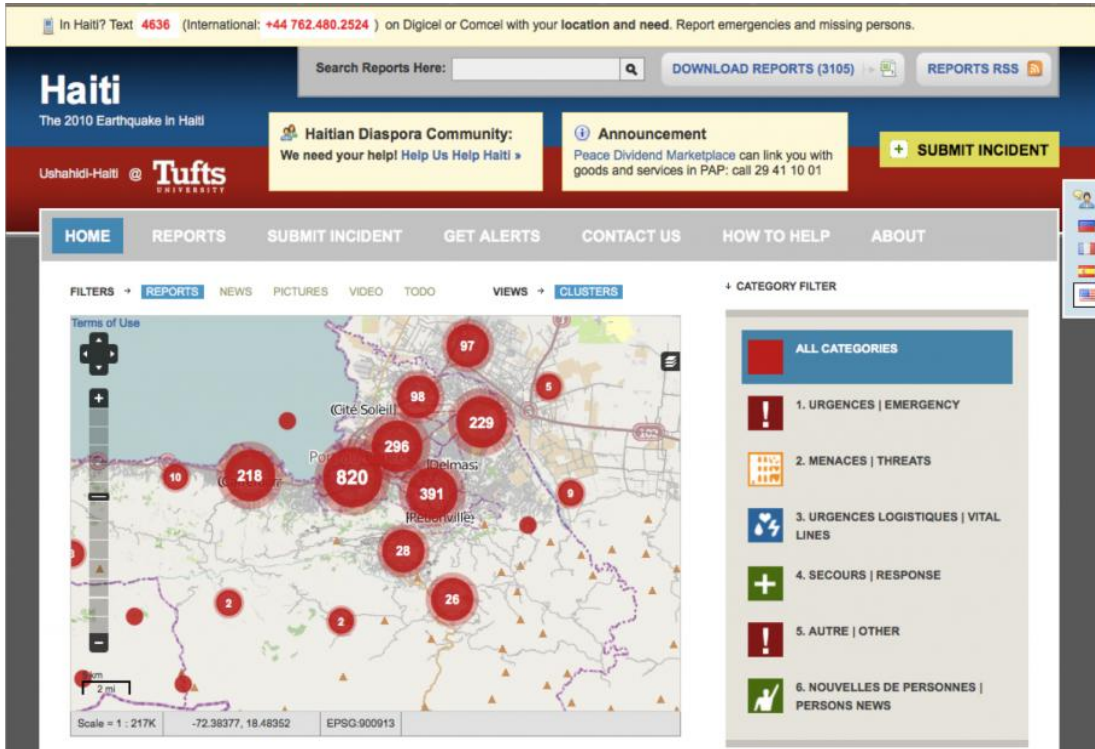 In Haiti? Text 4636 (International: +44 762.480.2524 ) on Digicel or Comcel with your location and need. Report emergencies and missing persons.
Search Reports Here:
DOWNLOAD REPORTS (3105)
REPORTS RSS
Haiti
The 2010 Earthquake in Haiti
Haitian Diaspora Community:
We need your help! Help Us Help Haiti »
Announcement
Peace Dividend Marketplace can link you with
goods and services in PAP: call 29 41 10 01
SUBMIT INCIDENT
Ushahidi-Haiti @ Tufts
UNIVERSITY
HOME REPORTS SUBMIT INCIDENT GET ALERTS CONTACT US HOW TO HELP ABOUT
FILTERS → REPORTS NEWS PICTURES VIDEO TODO VIEWS → CLUSTERS
↓ CATEGORY FILTER
Terms of Use
97
5
98
(Cité Soleil)
229
296
10
218
820
Delmas
391
9
(Pétionville)
28
2
26
2
km
2 mi
Scale = 1 : 217K -72.38377, 18.48352 EPSG:900913
ALL CATEGORIES
1. URGENCES | EMERGENCY
2. MENACES | THREATS
3. URGENCES LOGISTIQUES | VITAL
LINES
4. SECOURS | RESPONSE
5. AUTRE | OTHER
6. NOUVELLES DE PERSONNES |
PERSONS NEWS